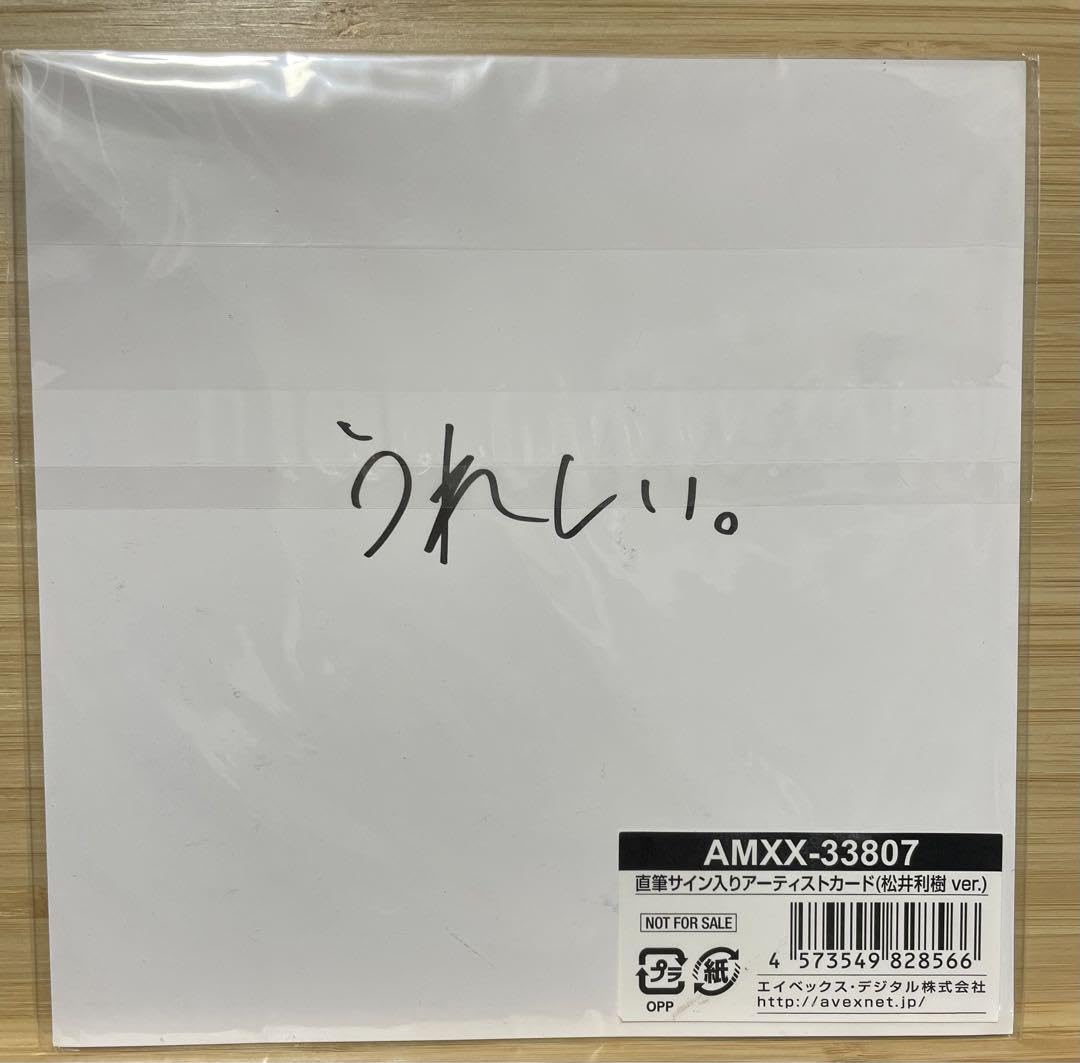 うれしい。
AMXX-33807
直筆サイン入りアーティストカード(松井利樹 ver.)
NOT FOR SALE
プラ
紙
OPP
4 573549 828566
エイベックス・デジタル株式会社
http://avexnet.jp/